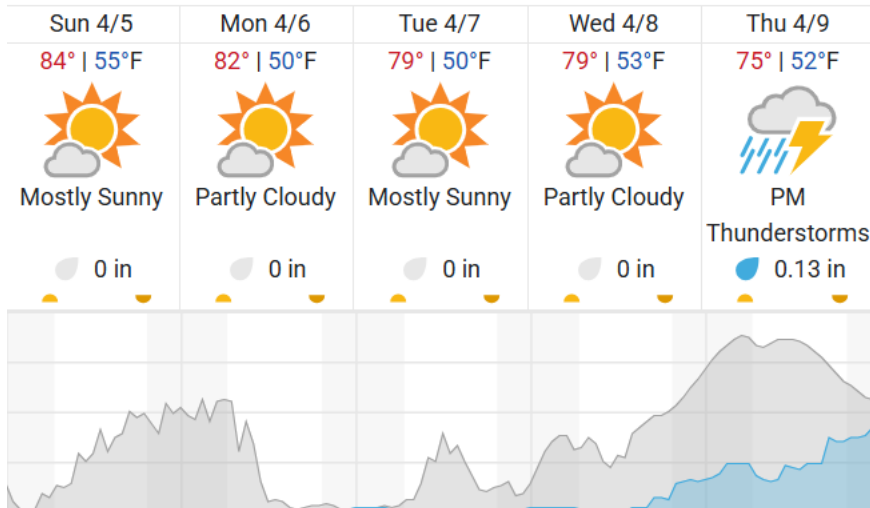 Sun 4/5 Mon 4/6 Tue 4/7 Wed 4/8 Thu 4/9
84° | 55°F 82° | 50°F 79° | 50°F 79° | 53°F 75° | 52°F
Mostly Sunny Partly Cloudy Mostly Sunny Partly Cloudy PM
Thunderstorms
0 in 0 in 0 in 0 in 0.13 in